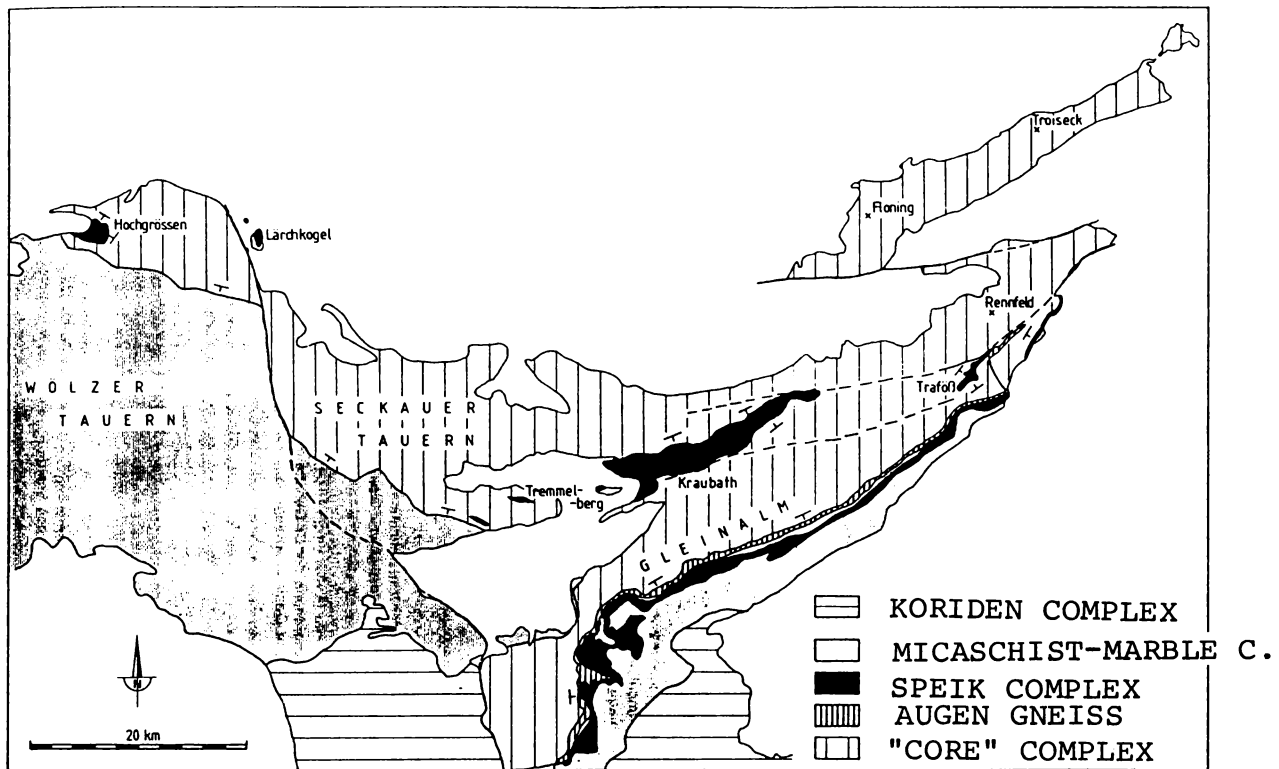 Troiseck
Floning
Hochgrössen
Lärchkogel
Rennfeld
WÖLZER
TAUERN
SECKAUER
TAUERN
Traföß
Tremmel-
-berg
Kraubath
GLEINALM
KORIDEN COMPLEX
MICASCHIST-MARBLE C.
SPEIK COMPLEX
AUGEN GNEISS
"CORE" COMPLEX
N
20 km